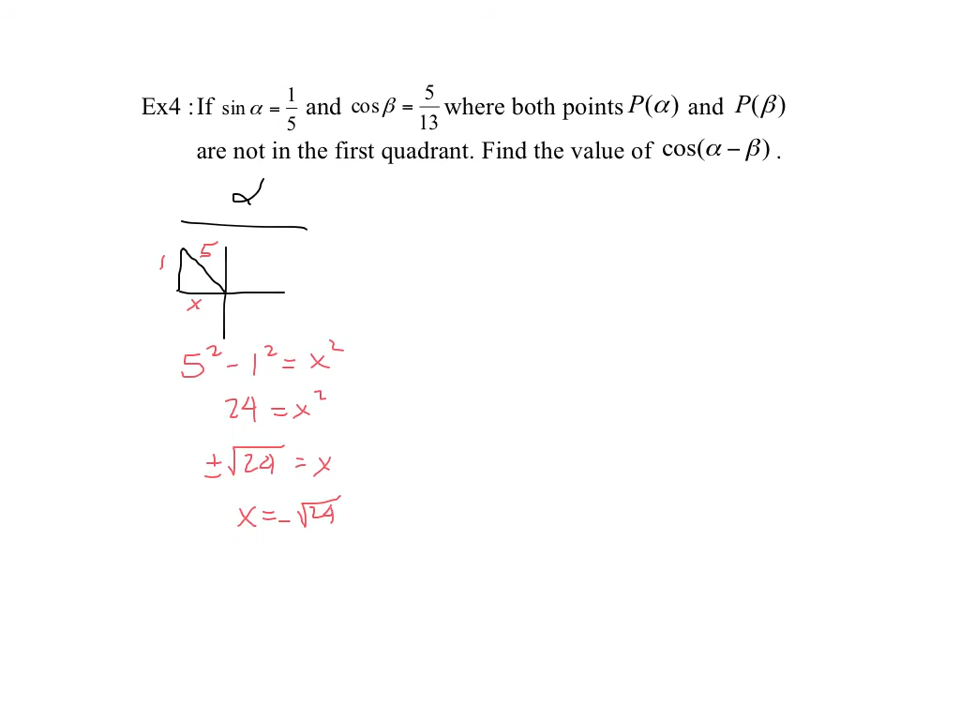 Ex4 : If sin α = 1/5 and cos β = 5/13 where both points P(α) and P(β)
are not in the first quadrant. Find the value of cos(α − β) .
α
1 5
x
5² - 1² = x²
24 = x²
±√24 = x
x = -√24